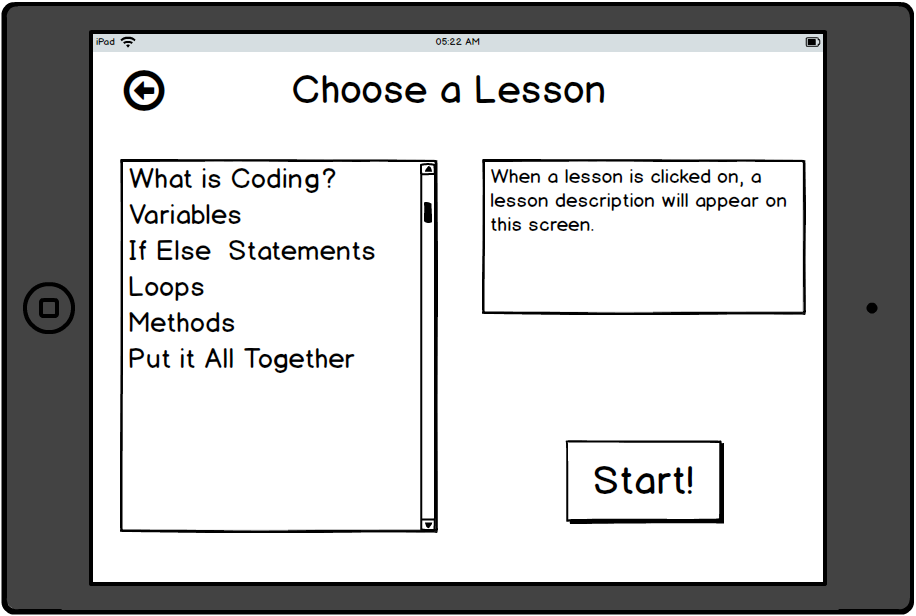 iPad 05:22 AM
Choose a Lesson
What is Coding?
Variables
If Else  Statements
Loops
Methods
Put it All Together
When a lesson is clicked on, a
lesson description will appear on
this screen.
Start!